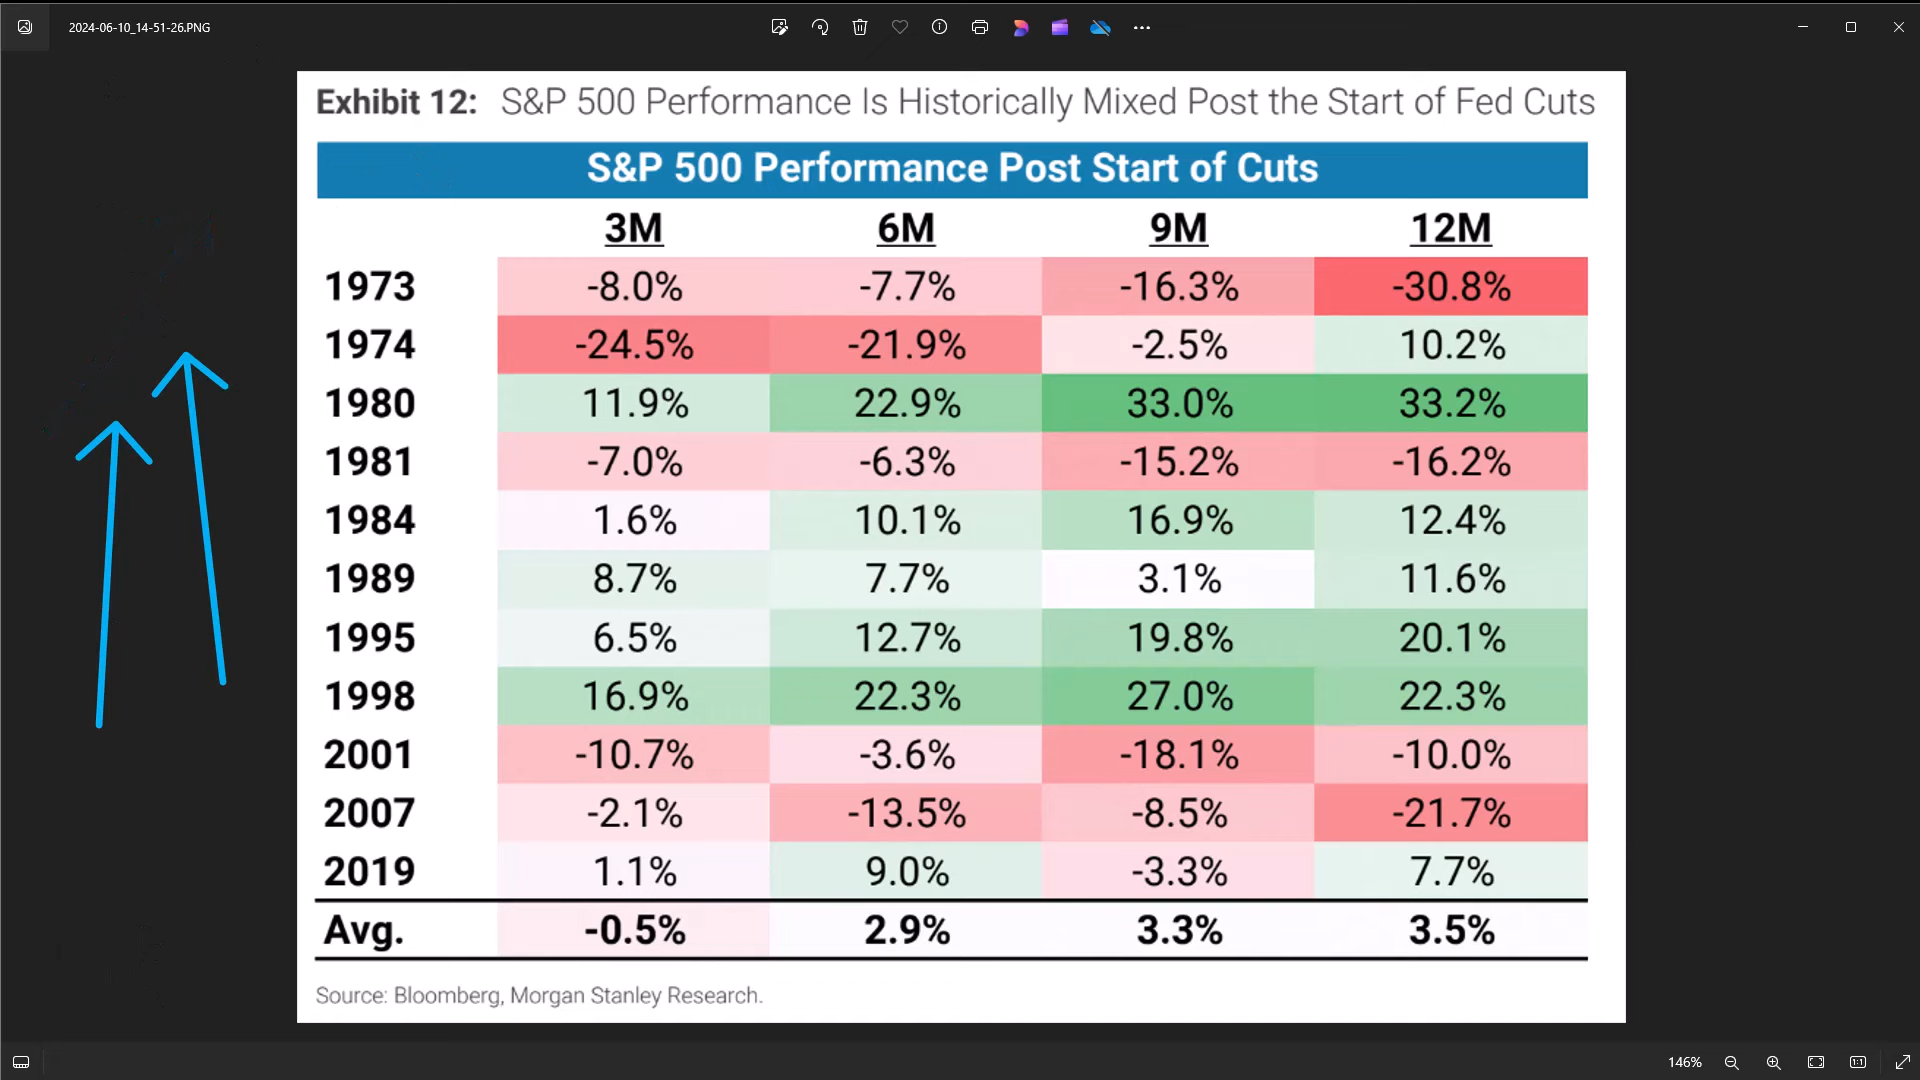 2024-06-10_14-51-26.PNG
Exhibit 12: S&P 500 Performance Is Historically Mixed Post the Start of Fed Cuts
S&P 500 Performance Post Start of Cuts
3M 6M 9M 12M
1973 -8.0% -7.7% -16.3% -30.8%
1974 -24.5% -21.9% -2.5% 10.2%
1980 11.9% 22.9% 33.0% 33.2%
1981 -7.0% -6.3% -15.2% -16.2%
1984 1.6% 10.1% 16.9% 12.4%
1989 8.7% 7.7% 3.1% 11.6%
1995 6.5% 12.7% 19.8% 20.1%
1998 16.9% 22.3% 27.0% 22.3%
2001 -10.7% -3.6% -18.1% -10.0%
2007 -2.1% -13.5% -8.5% -21.7%
2019 1.1% 9.0% -3.3% 7.7%
Avg. -0.5% 2.9% 3.3% 3.5%
Source: Bloomberg, Morgan Stanley Research.
146% 1:1